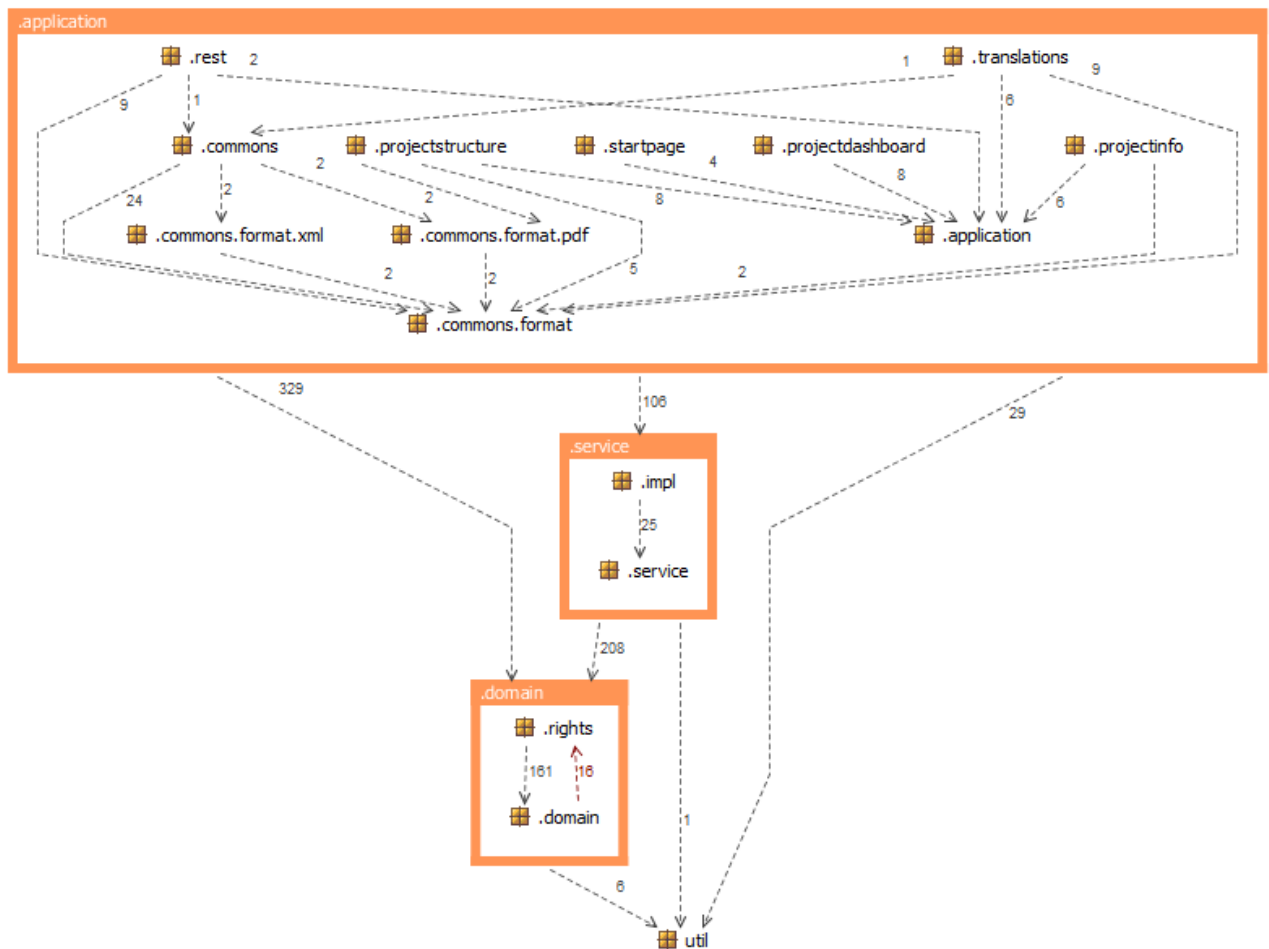 .application
.rest
2
1
.translations
9
9
1
6
.commons
.projectstructure
.startpage
.projectdashboard
.projectinfo
24
2
2
2
8
4
8
6
.commons.format.xml
.commons.format.pdf
.application
2
2
5
2
.commons.format
329
106
29
.service
.impl
25
.service
208
.domain
.rights
161
16
.domain
1
6
util